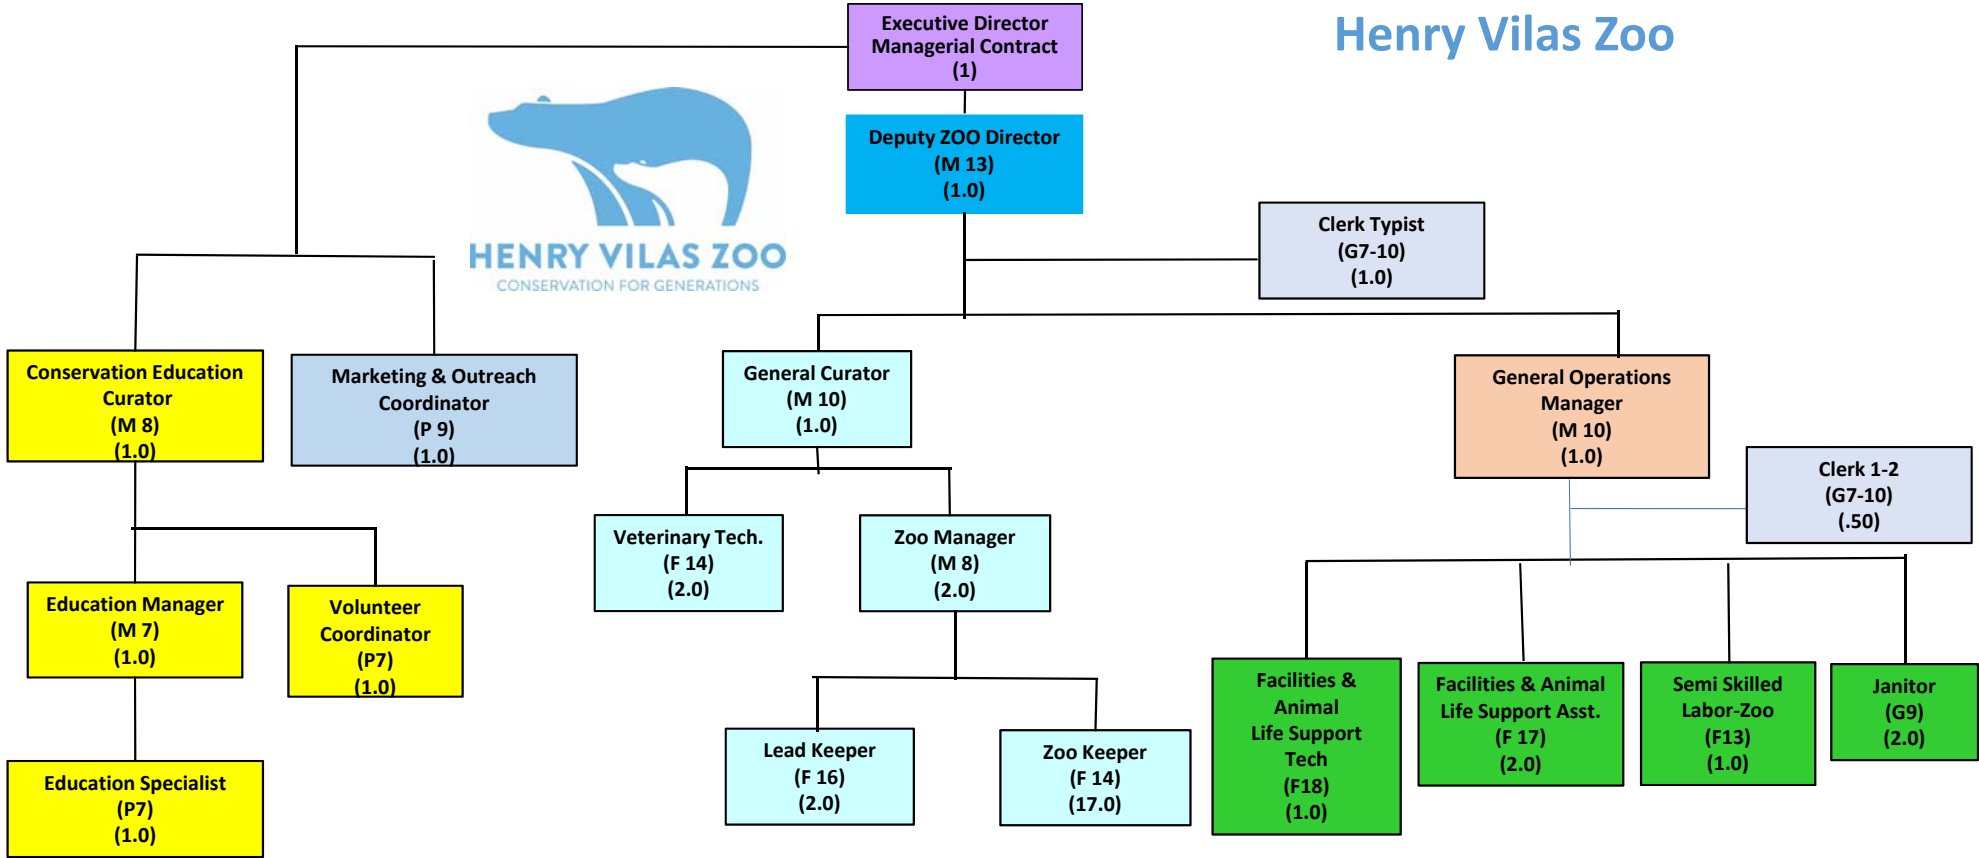 Henry Vilas Zoo
Executive Director
Managerial Contract
(1)
HENRY VILAS ZOO
CONSERVATION FOR GENERATIONS
Deputy ZOO Director
(M 13)
(1.0)
Clerk Typist
(G7-10)
(1.0)
Conservation Education
Curator
(M 8)
(1.0)
Marketing & Outreach
Coordinator
(P 9)
(1.0)
General Curator
(M 10)
(1.0)
General Operations
Manager
(M 10)
(1.0)
Clerk 1-2
(G7-10)
(.50)
Veterinary Tech.
(F 14)
(2.0)
Zoo Manager
(M 8)
(2.0)
Education Manager
(M 7)
(1.0)
Volunteer
Coordinator
(P7)
(1.0)
Education Specialist
(P7)
(1.0)
Lead Keeper
(F 16)
(2.0)
Zoo Keeper
(F 14)
(17.0)
Facilities &
Animal
Life Support
Tech
(F18)
(1.0)
Facilities & Animal
Life Support Asst.
(F 17)
(2.0)
Semi Skilled
Labor-Zoo
(F13)
(1.0)
Janitor
(G9)
(2.0)